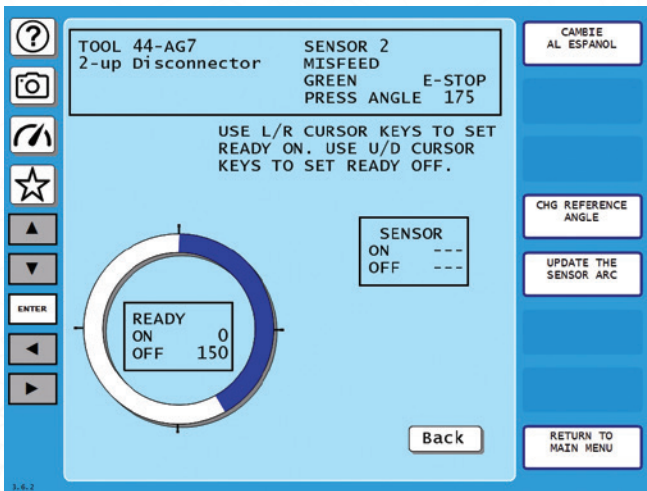 ?
TOOL 44-AG7
2-up Disconnector
SENSOR 2
MISFEED
GREEN E-STOP
PRESS ANGLE 175
USE L/R CURSOR KEYS TO SET
READY ON. USE U/D CURSOR
KEYS TO SET READY OFF.
SENSOR
ON ---
OFF ---
READY
ON 0
OFF 150
Back
ENTER
1.6.2
CAMBIE
AL ESPANOL
CHG REFERENCE
ANGLE
UPDATE THE
SENSOR ARC
RETURN TO
MAIN MENU